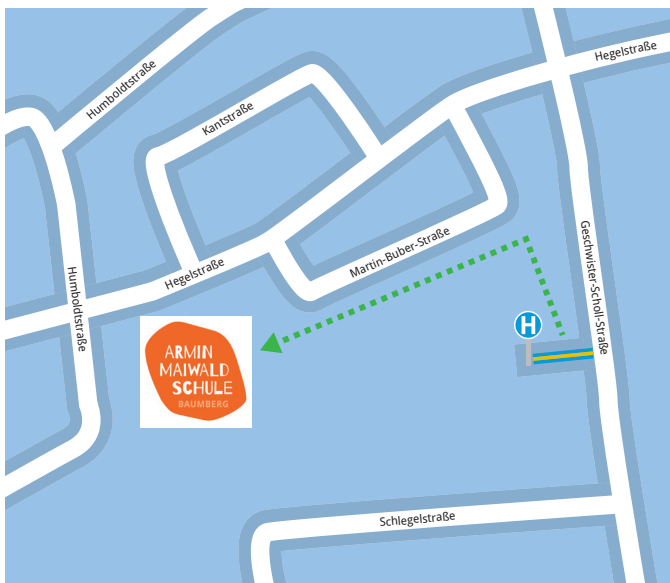 Hegelstraße
Humboldtstraße
Kantstraße
Geschwister-Scholl-Straße
Martin-Buber-Straße
Hegelstraße
Humboldtstraße
H
ARMIN
MAIWALD
SCHULE
BAUMBERG
Schlegelstraße